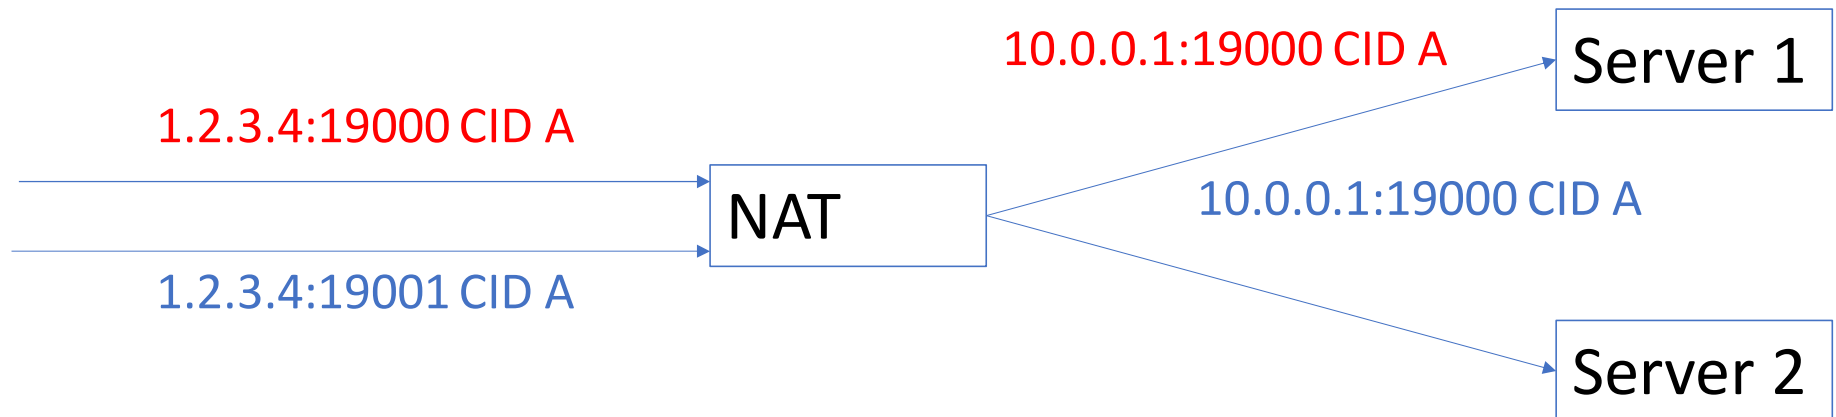 10.0.0.1:19000 CID A
Server 1
1.2.3.4:19000 CID A
NAT
10.0.0.1:19000 CID A
1.2.3.4:19001 CID A
Server 2